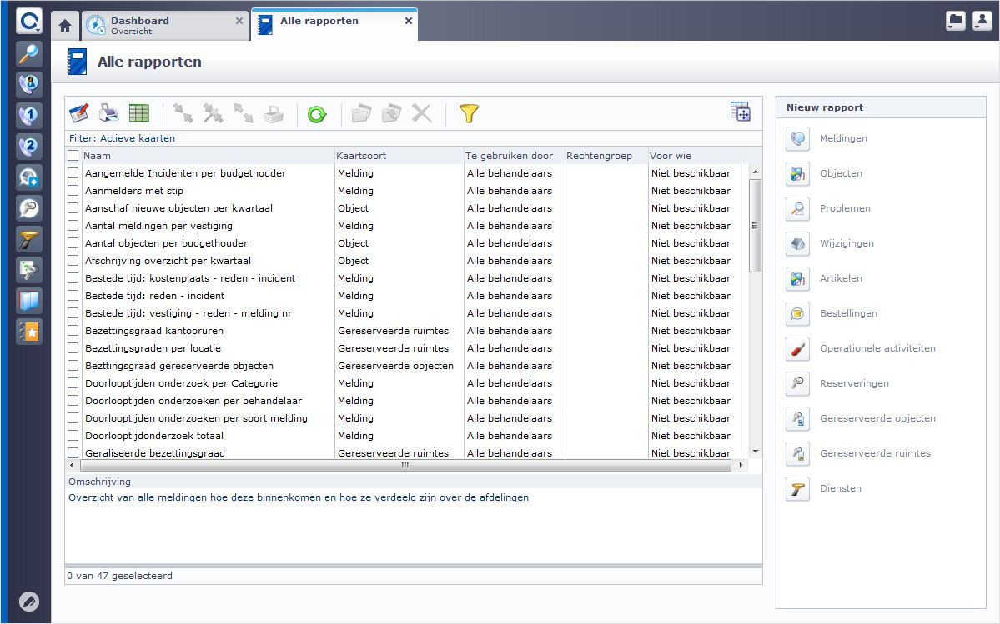 Dashboard
Overzicht
Alle rapporten
Alle rapporten
Filter: Actieve kaarten
Naam Kaartsoort Te gebruiken door Rechtengroep Voor wie
Aangemelde Incidenten per budgethouder Melding Alle behandelaars Niet beschikbaar
Aanmelders met stip Melding Alle behandelaars Niet beschikbaar
Aanschaf nieuwe objecten per kwartaal Object Alle behandelaars Niet beschikbaar
Aantal meldingen per vestiging Melding Alle behandelaars Niet beschikbaar
Aantal objecten per budgethouder Object Alle behandelaars Niet beschikbaar
Afschrijving overzicht per kwartaal Object Alle behandelaars Niet beschikbaar
Bestede tijd: kostenplaats - reden - incident Melding Alle behandelaars Niet beschikbaar
Bestede tijd: reden - incident Melding Alle behandelaars Niet beschikbaar
Bestede tijd: vestiging - reden - melding nr Melding Alle behandelaars Niet beschikbaar
Bezettingsgraad kantooruren Gereserveerde ruimtes Alle behandelaars Niet beschikbaar
Bezettingsgraden per locatie Gereserveerde ruimtes Alle behandelaars Niet beschikbaar
Bezttingsgraad gereserveerde objecten Gereserveerde objecten Alle behandelaars Niet beschikbaar
Doorlooptijden onderzoek per Categorie Melding Alle behandelaars Niet beschikbaar
Doorlooptijden onderzoeken per behandelaar Melding Alle behandelaars Niet beschikbaar
Doorlooptijden onderzoeken per soort melding Melding Alle behandelaars Niet beschikbaar
Doorlooptijdonderzoek totaal Melding Alle behandelaars Niet beschikbaar
Geraliseerde bezettingsgraad Gereserveerde ruimtes Alle behandelaars Niet beschikbaar
Omschrijving
Overzicht van alle meldingen hoe deze binnenkomen en hoe ze verdeeld zijn over de afdelingen
0 van 47 geselecteerd
Nieuw rapport
Meldingen
Objecten
Problemen
Wijzigingen
Artikelen
Bestellingen
Operationele activiteiten
Reserveringen
Gereserveerde objecten
Gereserveerde ruimtes
Diensten
1
2